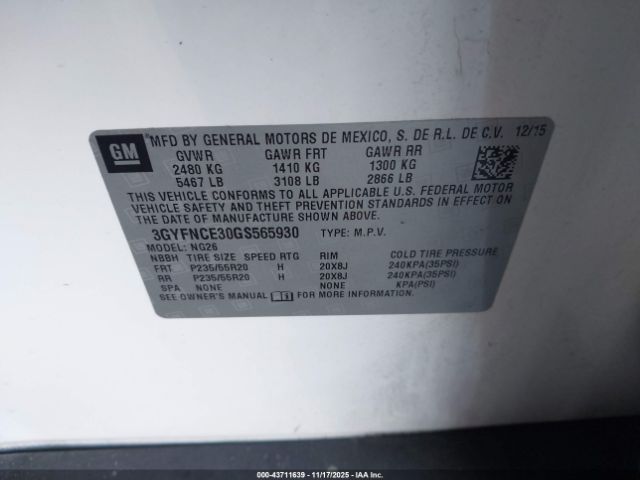 GM
MFD BY GENERAL MOTORS DE MEXICO, S. DE R.L. DE C.V. 12/15
GVWR GAWR FRT GAWR RR
2480 KG 1410 KG 1300 KG
5467 LB 3108 LB 2866 LB
THIS VEHICLE CONFORMS TO ALL APPLICABLE U.S. FEDERAL MOTOR
VEHICLE SAFETY AND THEFT PREVENTION STANDARDS IN EFFECT ON
THE DATE OF MANUFACTURE SHOWN ABOVE.
3GYFNCE30GS565930 TYPE: M.P.V.
MODEL: NG26
NBBH TIRE SIZE SPEED RTG RIM COLD TIRE PRESSURE
FRT P235/55R20 H 20X8J 240KPA(35PSI)
RR P235/55R20 H 20X8J 240KPA(35PSI)
SPA NONE NONE KPA(PSI)
SEE OWNER'S MANUAL FOR MORE INFORMATION.
000-43711639 - 11/17/2025 - IAAI.COM